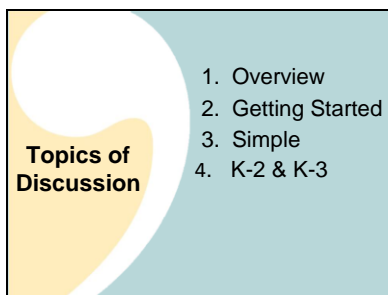 Topics of
Discussion
1. Overview
2. Getting Started
3. Simple
4. K-2 & K-3